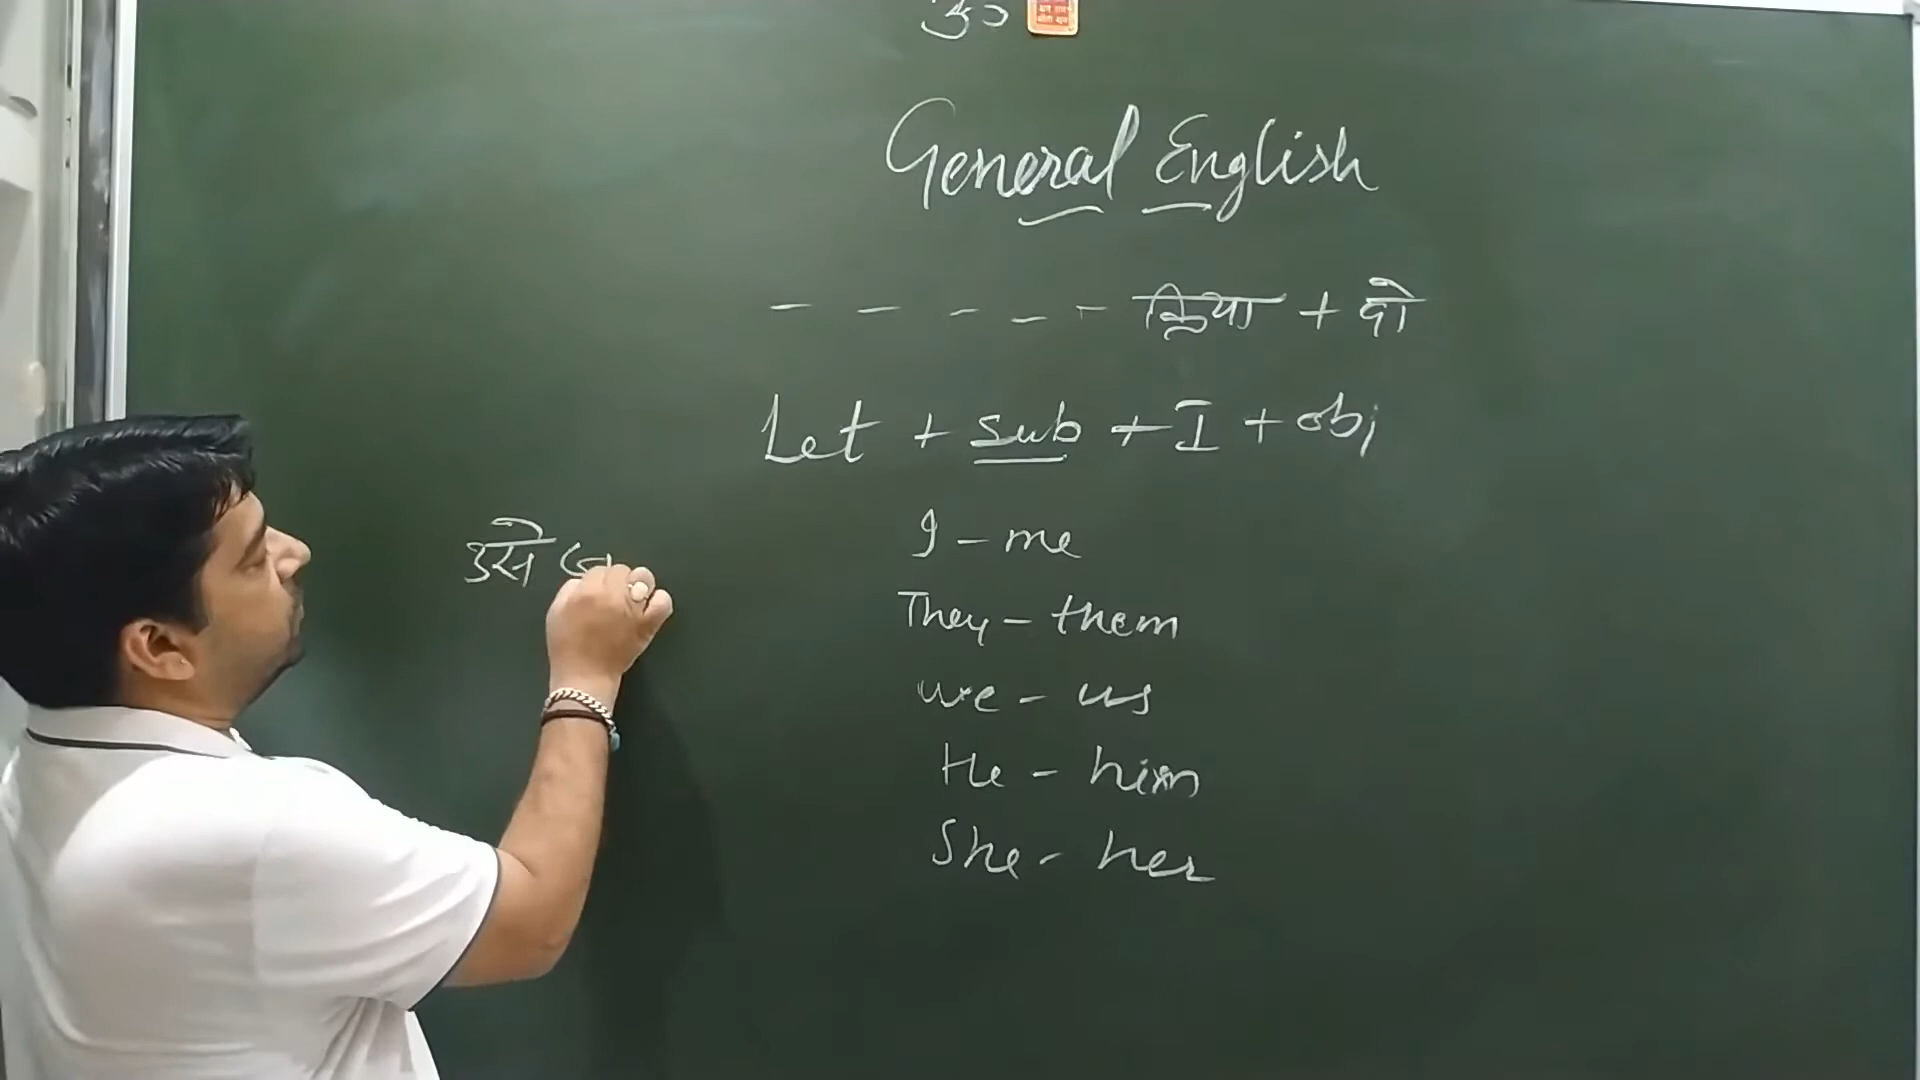 General English
- - - - - क्रिया + दो
Let + sub + I + obj
I - me
उसे
They - them
we - us
He - him
She - her